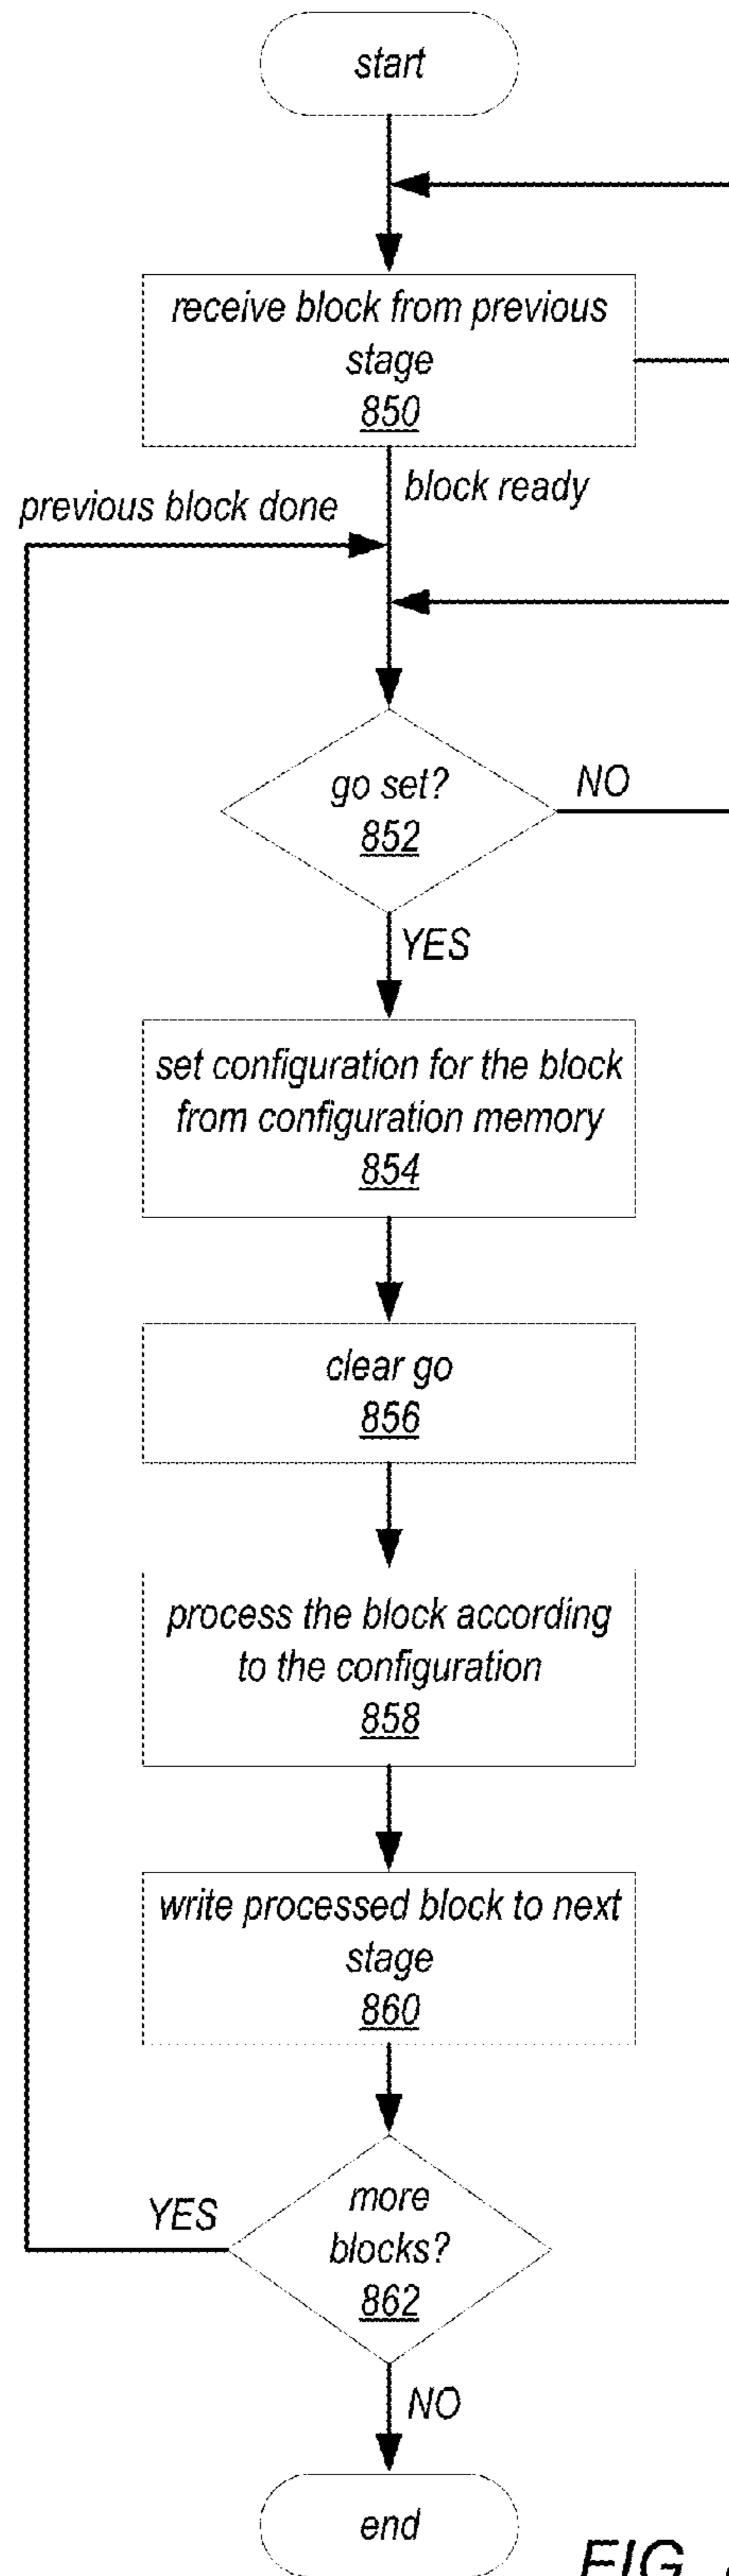 start
receive block from previous
stage
850
previous block done
block ready
go set?
852
NO
YES
set configuration for the block
from configuration memory
854
clear go
856
process the block according
to the configuration
858
write processed block to next
stage
860
YES
more
blocks?
862
NO
end
FIG.